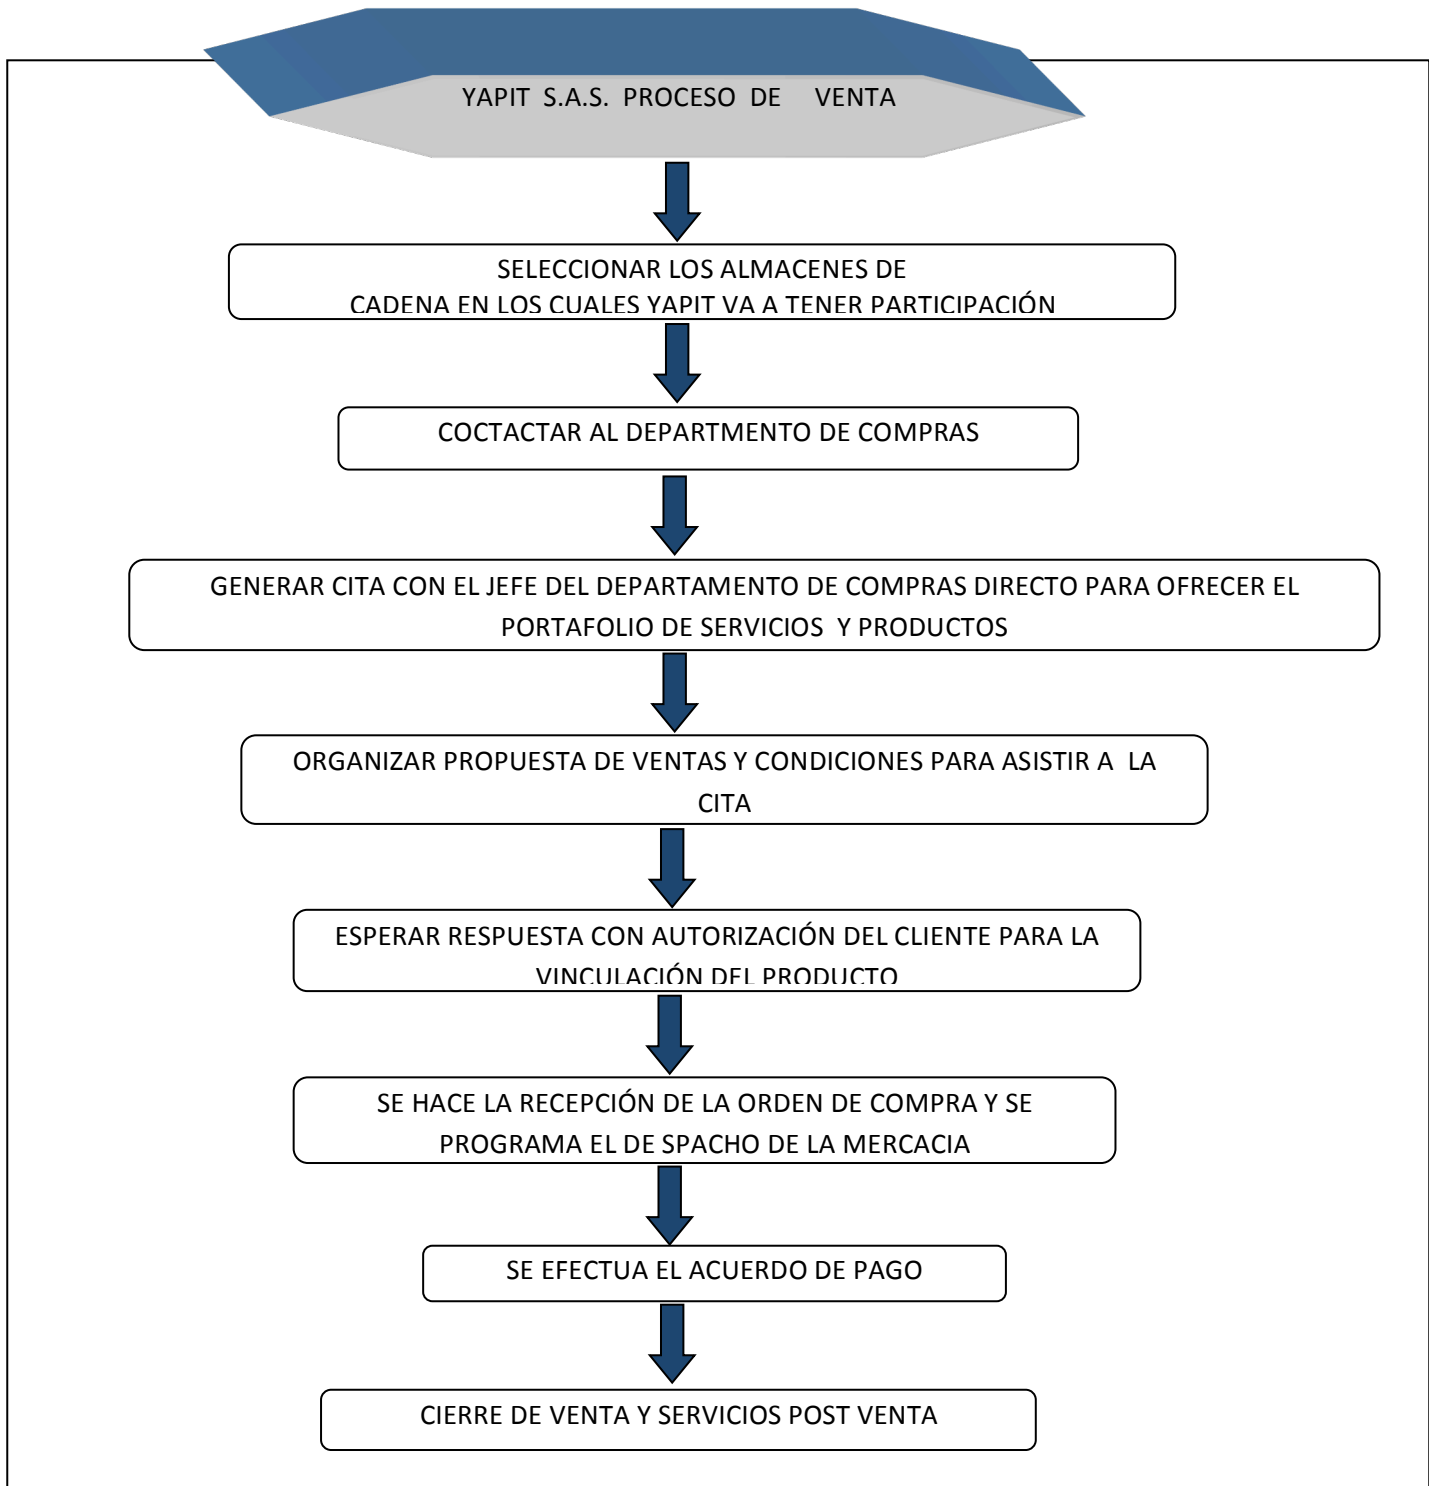 YAPIT S.A.S. PROCESO DE VENTA
SELECCIONAR LOS ALMACENES DE
CADENA EN LOS CUALES YAPIT VA A TENER PARTICIPACIÓN
COCTACTAR AL DEPARTMENTO DE COMPRAS
GENERAR CITA CON EL JEFE DEL DEPARTAMENTO DE COMPRAS DIRECTO PARA OFRECER EL
PORTAFOLIO DE SERVICIOS Y PRODUCTOS
ORGANIZAR PROPUESTA DE VENTAS Y CONDICIONES PARA ASISTIR A LA
CITA
ESPERAR RESPUESTA CON AUTORIZACIÓN DEL CLIENTE PARA LA
VINCULACIÓN DEL PRODUCTO
SE HACE LA RECEPCIÓN DE LA ORDEN DE COMPRA Y SE
PROGRAMA EL DE SPACHO DE LA MERCACIA
SE EFECTUA EL ACUERDO DE PAGO
CIERRE DE VENTA Y SERVICIOS POST VENTA